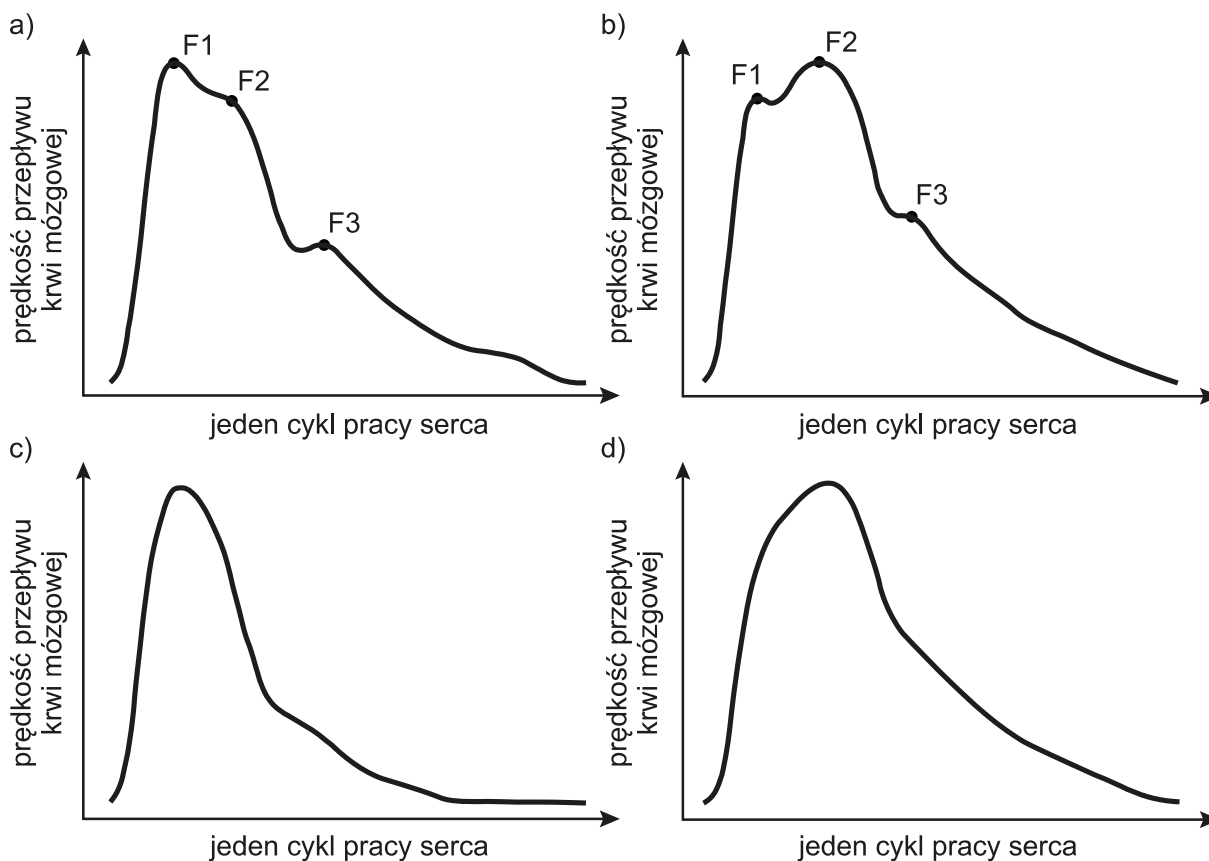 a)
F1
F2
F3
prędkość przepływu
krwi mózgowej
jeden cykl pracy serca
b)
F1
F2
F3
prędkość przepływu
krwi mózgowej
jeden cykl pracy serca
c)
prędkość przepływu
krwi mózgowej
jeden cykl pracy serca
d)
prędkość przepływu
krwi mózgowej
jeden cykl pracy serca